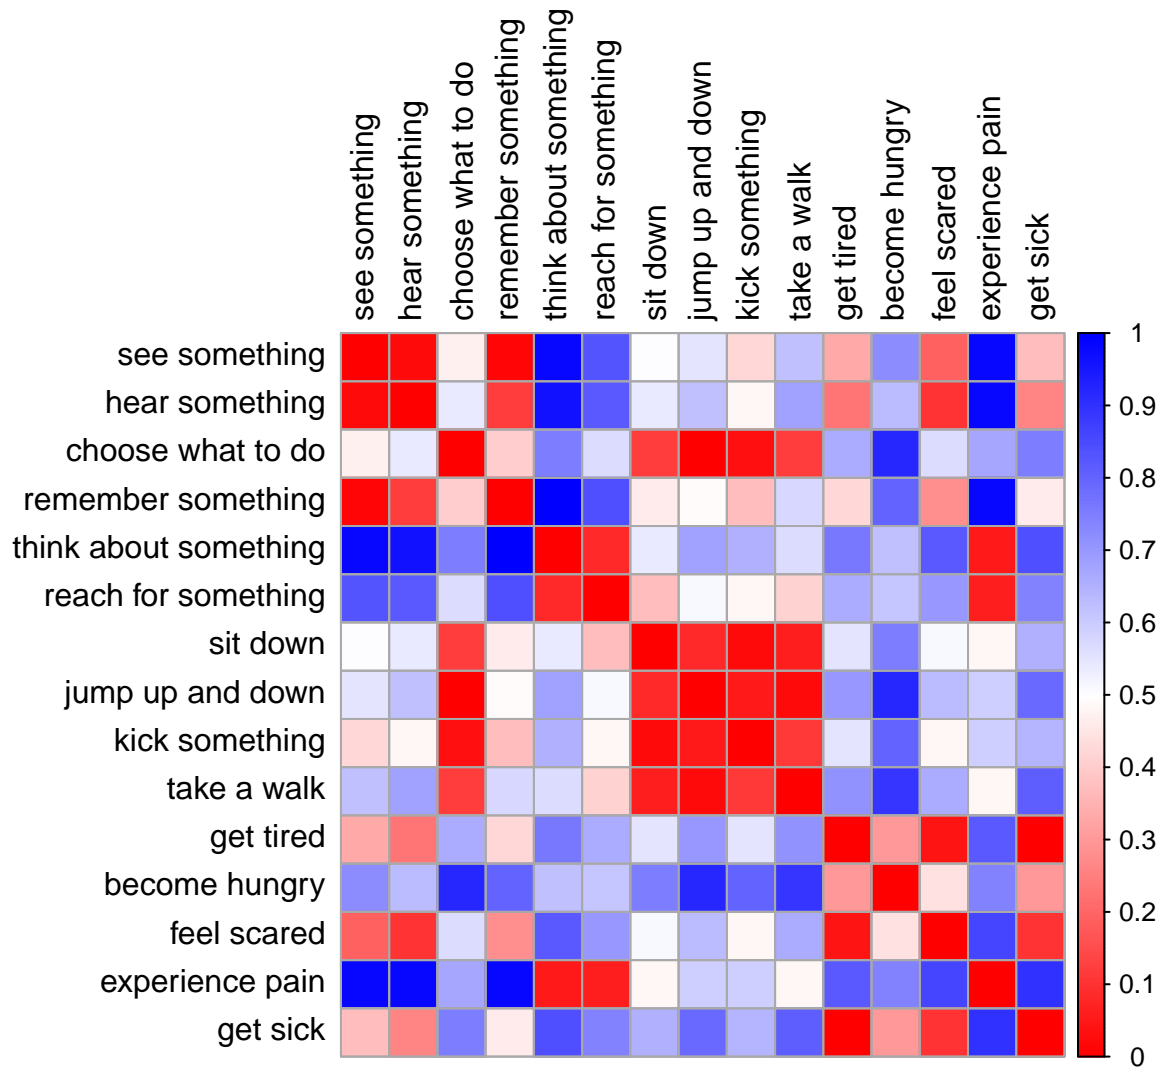 see something
hear something
choose what to do
remember something
think about something
reach for something
sit down
jump up and down
kick something
take a walk
get tired
become hungry
feel scared
experience pain
get sick
see something
hear something
choose what to do
remember something
think about something
reach for something
sit down
jump up and down
kick something
take a walk
get tired
become hungry
feel scared
experience pain
get sick
1
0.9
0.8
0.7
0.6
0.5
0.4
0.3
0.2
0.1
0